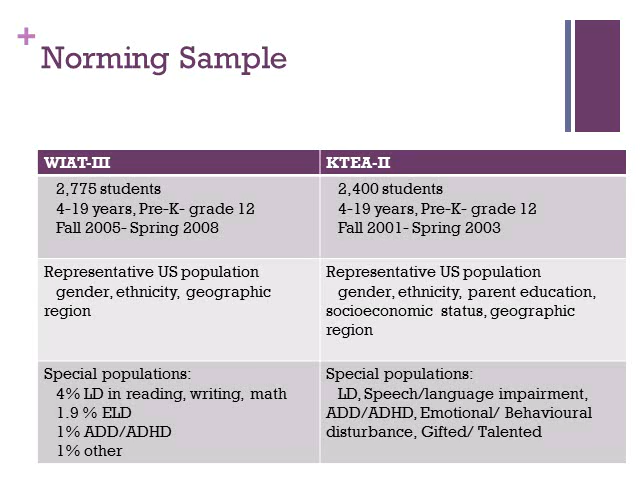 +
Norming Sample
WIAT-III
2,775 students
4-19 years, Pre-K- grade 12
Fall 2005- Spring 2008
KTEA-II
2,400 students
4-19 years, Pre-K- grade 12
Fall 2001- Spring 2003
Representative US population
gender, ethnicity, geographic
region
Representative US population
gender, ethnicity, parent education,
socioeconomic status, geographic
region
Special populations:
4% LD in reading, writing, math
1.9 % ELD
1% ADD/ADHD
1% other
Special populations:
LD, Speech/language impairment,
ADD/ADHD, Emotional/ Behavioural
disturbance, Gifted/ Talented